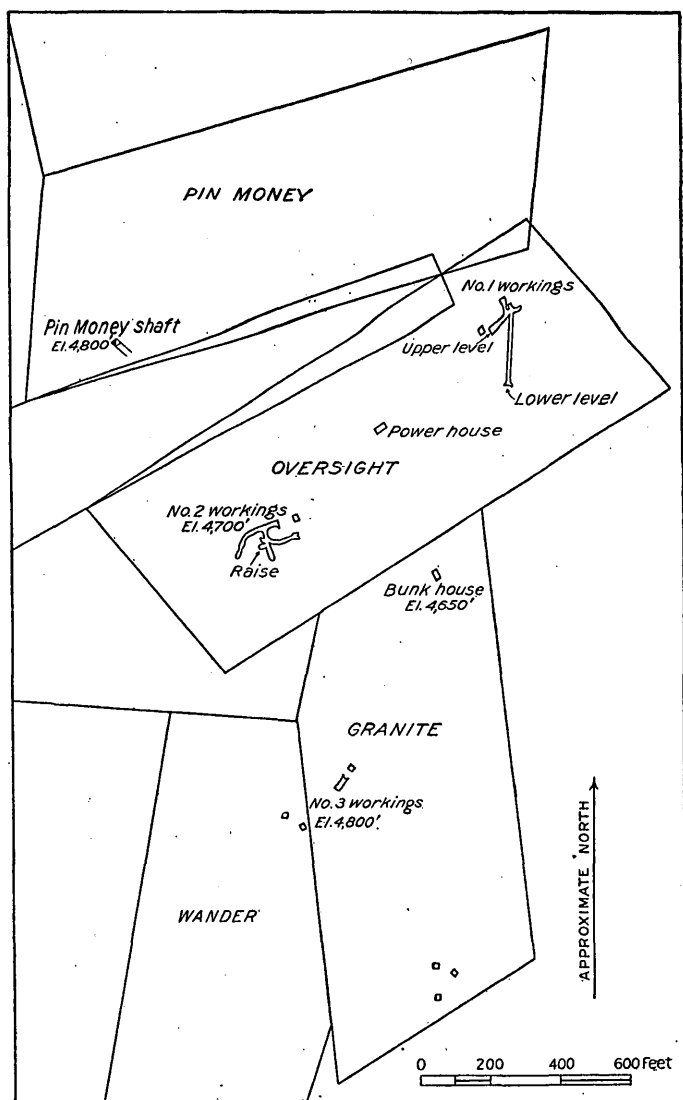 PIN MONEY
No.1 workings
Pin Money shaft
El.4,800'
Upper level
Lower level
Power house
OVERSIGHT
No.2 workings
El.4,700'
Raise
Bunk house
El.4,650'
GRANITE
No.3 workings
El.4,800'
WANDER
APPROXIMATE NORTH
0 200 400 600 Feet